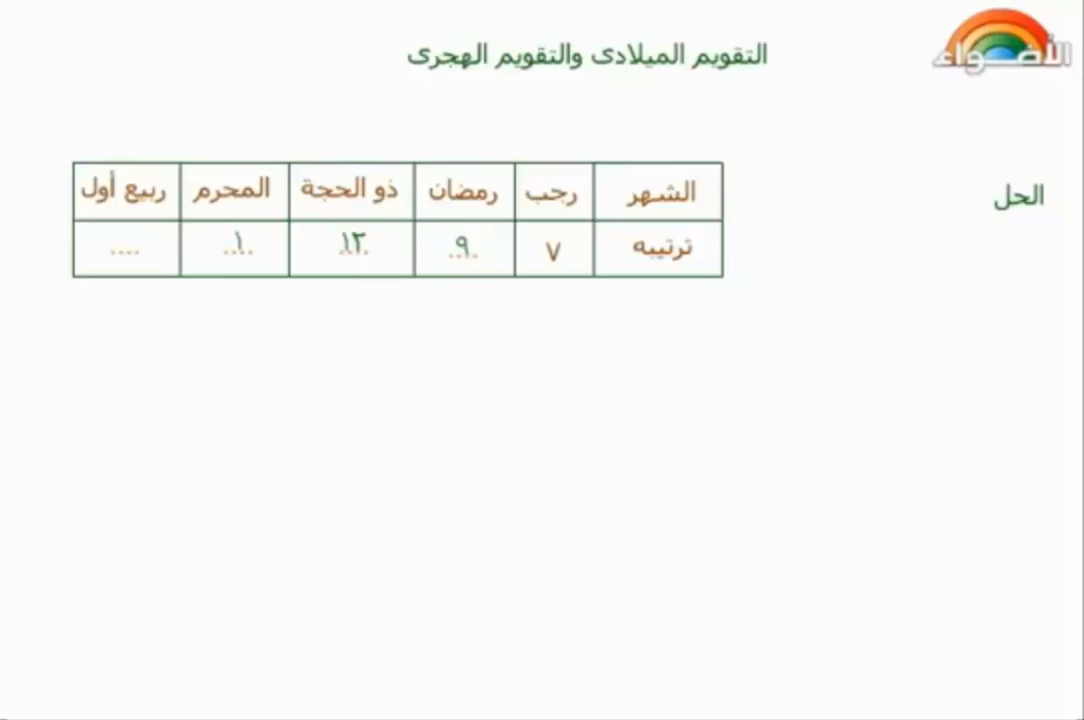 الأضواء
التقويم الميلادى والتقويم الهجرى
الحل
الشهر رجب رمضان ذو الحجة المحرم ربيع أول
ترتيبه ٧ ٩ ١٢ ١ ....